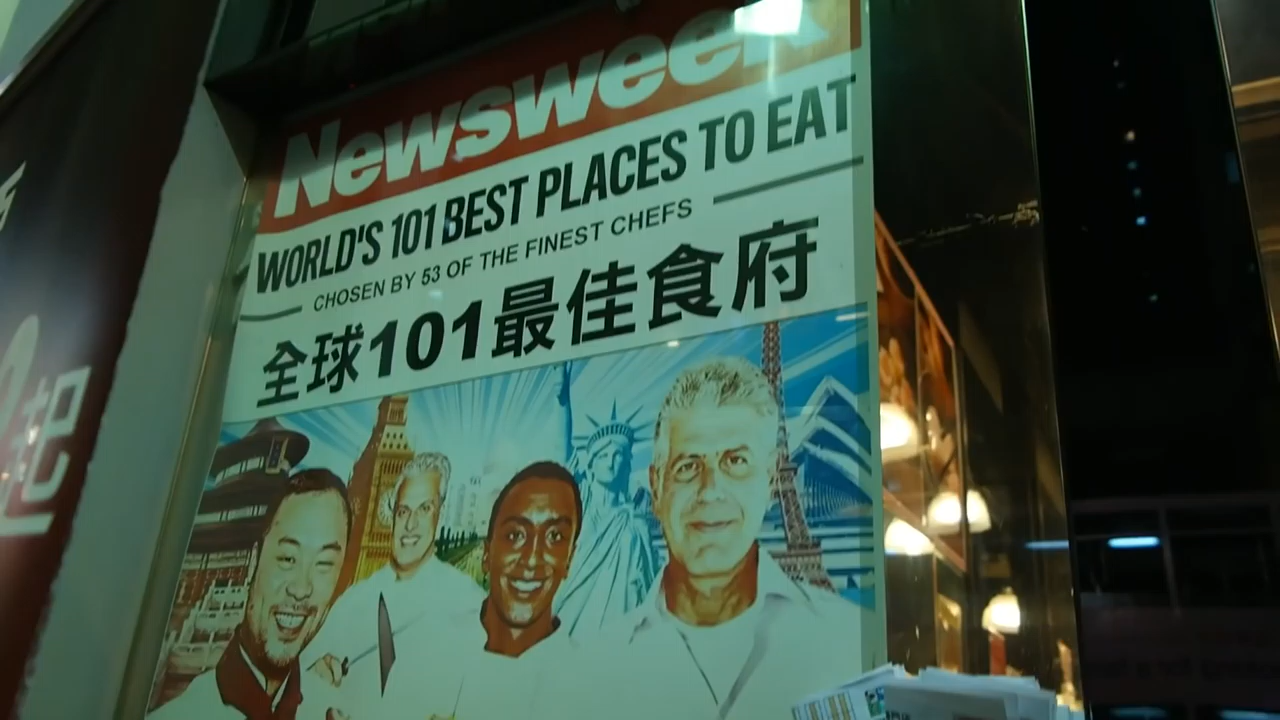 Newsweek
WORLD'S 101 BEST PLACES TO EAT
CHOSEN BY 53 OF THE FINEST CHEFS
全球101最佳食府
起